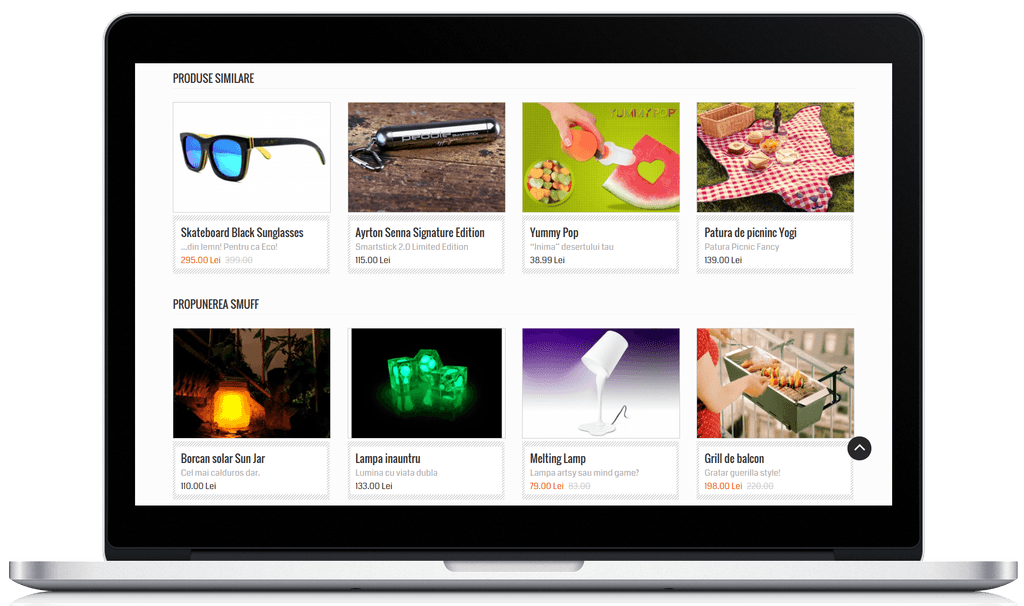 PRODUSE SIMILARE
YUMMY POP
Skateboard Black Sunglasses
...din lemn! Pentru ca Eco!
295.00 Lei 399.00
Ayrton Senna Signature Edition
Smartstick 2.0 Limited Edition
115.00 Lei
Yummy Pop
"Inima" desertului tau
38.99 Lei
Patura de picninc Yogi
Patura Picnic Fancy
139.00 Lei
PROPUNEREA SMUFF
Borcan solar Sun Jar
Cel mai calduros dar.
110.00 Lei
Lampa inauntru
Lumina cu viata dubla
133.00 Lei
Melting Lamp
Lampa artsy sau mind game?
79.00 Lei 83.00
Grill de balcon
Gratar guerilla style!
198.00 Lei 220.00